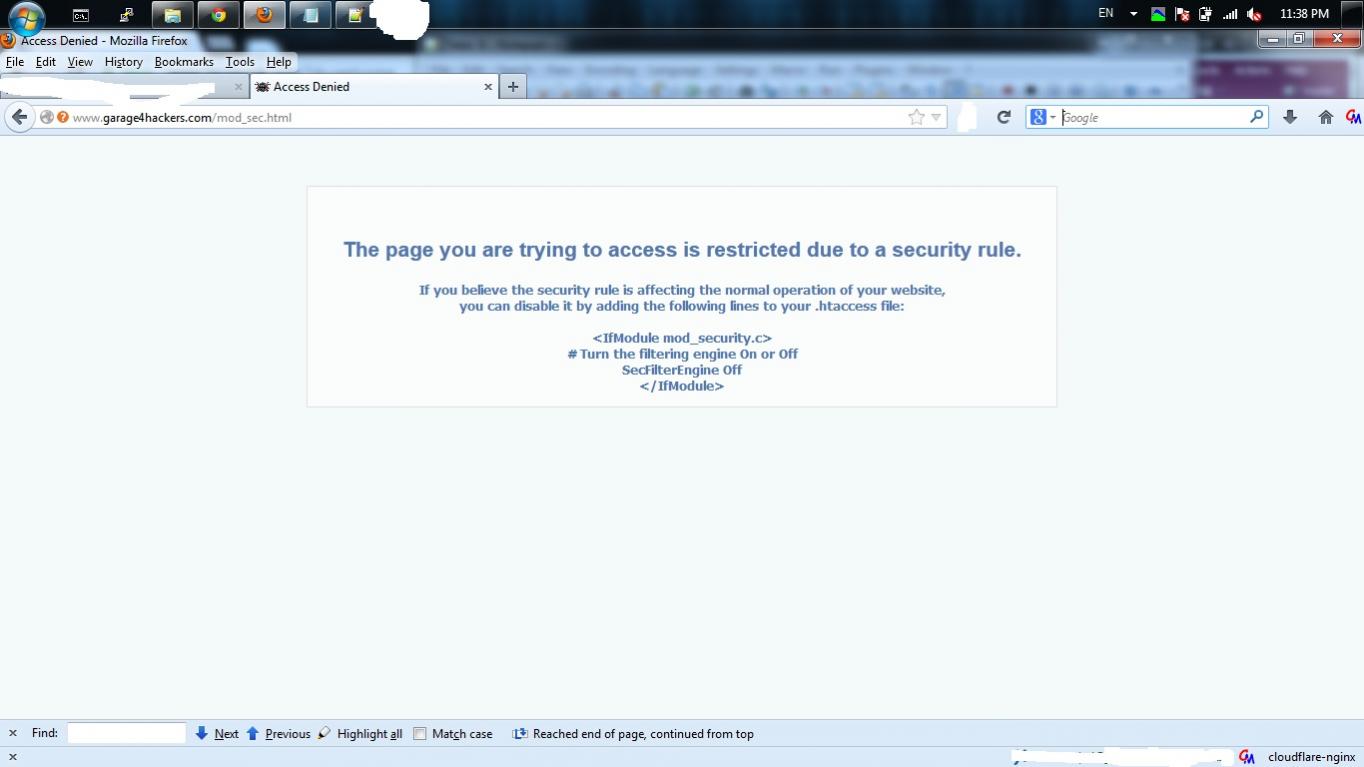 EN
11:38 PM
Access Denied - Mozilla Firefox
File Edit View History Bookmarks Tools Help
Access Denied
www.garage4hackers.com/mod_sec.html
Google
The page you are trying to access is restricted due to a security rule.
If you believe the security rule is affecting the normal operation of your website,
you can disable it by adding the following lines to your .htaccess file:
<IfModule mod_security.c>
# Turn the filtering engine On or Off
SecFilterEngine Off
</IfModule>
Find: Next Previous Highlight all Match case Reached end of page, continued from top
cloudflare-nginx